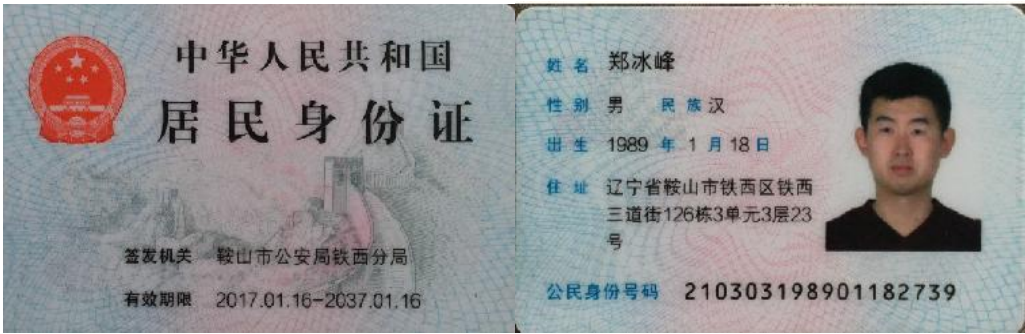 中华人民共和国
居民身份证
签发机关 鞍山市公安局铁西分局
有效期限 2017.01.16-2037.01.16
姓名 郑冰峰
性别 男 民族 汉
出生 1989 年 1 月 18 日
住址 辽宁省鞍山市铁西区铁西
三道街126栋3单元3层23
号
公民身份号码 210303198901182739